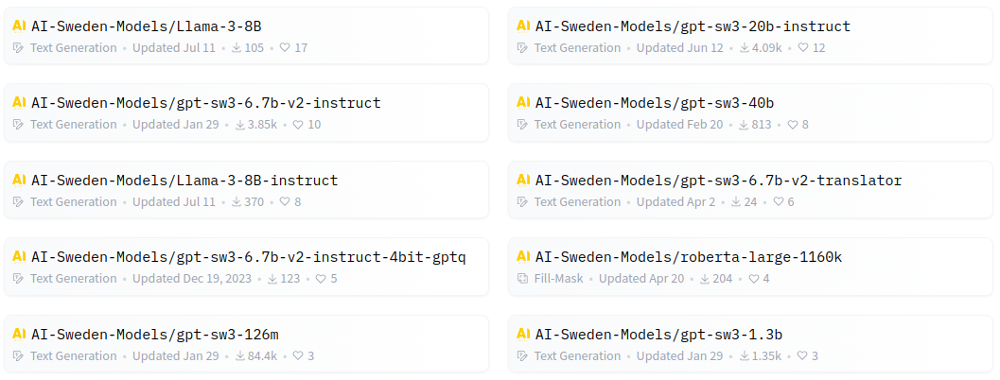 AI AI-Sweden-Models/Llama-3-8B
Text Generation • Updated Jul 11 • 105 • 17
AI AI-Sweden-Models/gpt-sw3-20b-instruct
Text Generation • Updated Jun 12 • 4.09k • 12
AI AI-Sweden-Models/gpt-sw3-6.7b-v2-instruct
Text Generation • Updated Jan 29 • 3.85k • 10
AI AI-Sweden-Models/gpt-sw3-40b
Text Generation • Updated Feb 20 • 813 • 8
AI AI-Sweden-Models/Llama-3-8B-instruct
Text Generation • Updated Jul 11 • 370 • 8
AI AI-Sweden-Models/gpt-sw3-6.7b-v2-translator
Text Generation • Updated Apr 2 • 24 • 6
AI AI-Sweden-Models/gpt-sw3-6.7b-v2-instruct-4bit-gptq
Text Generation • Updated Dec 19, 2023 • 123 • 5
AI AI-Sweden-Models/roberta-large-1160k
Fill-Mask • Updated Apr 20 • 204 • 4
AI AI-Sweden-Models/gpt-sw3-126m
Text Generation • Updated Jan 29 • 84.4k • 3
AI AI-Sweden-Models/gpt-sw3-1.3b
Text Generation • Updated Jan 29 • 1.35k • 3